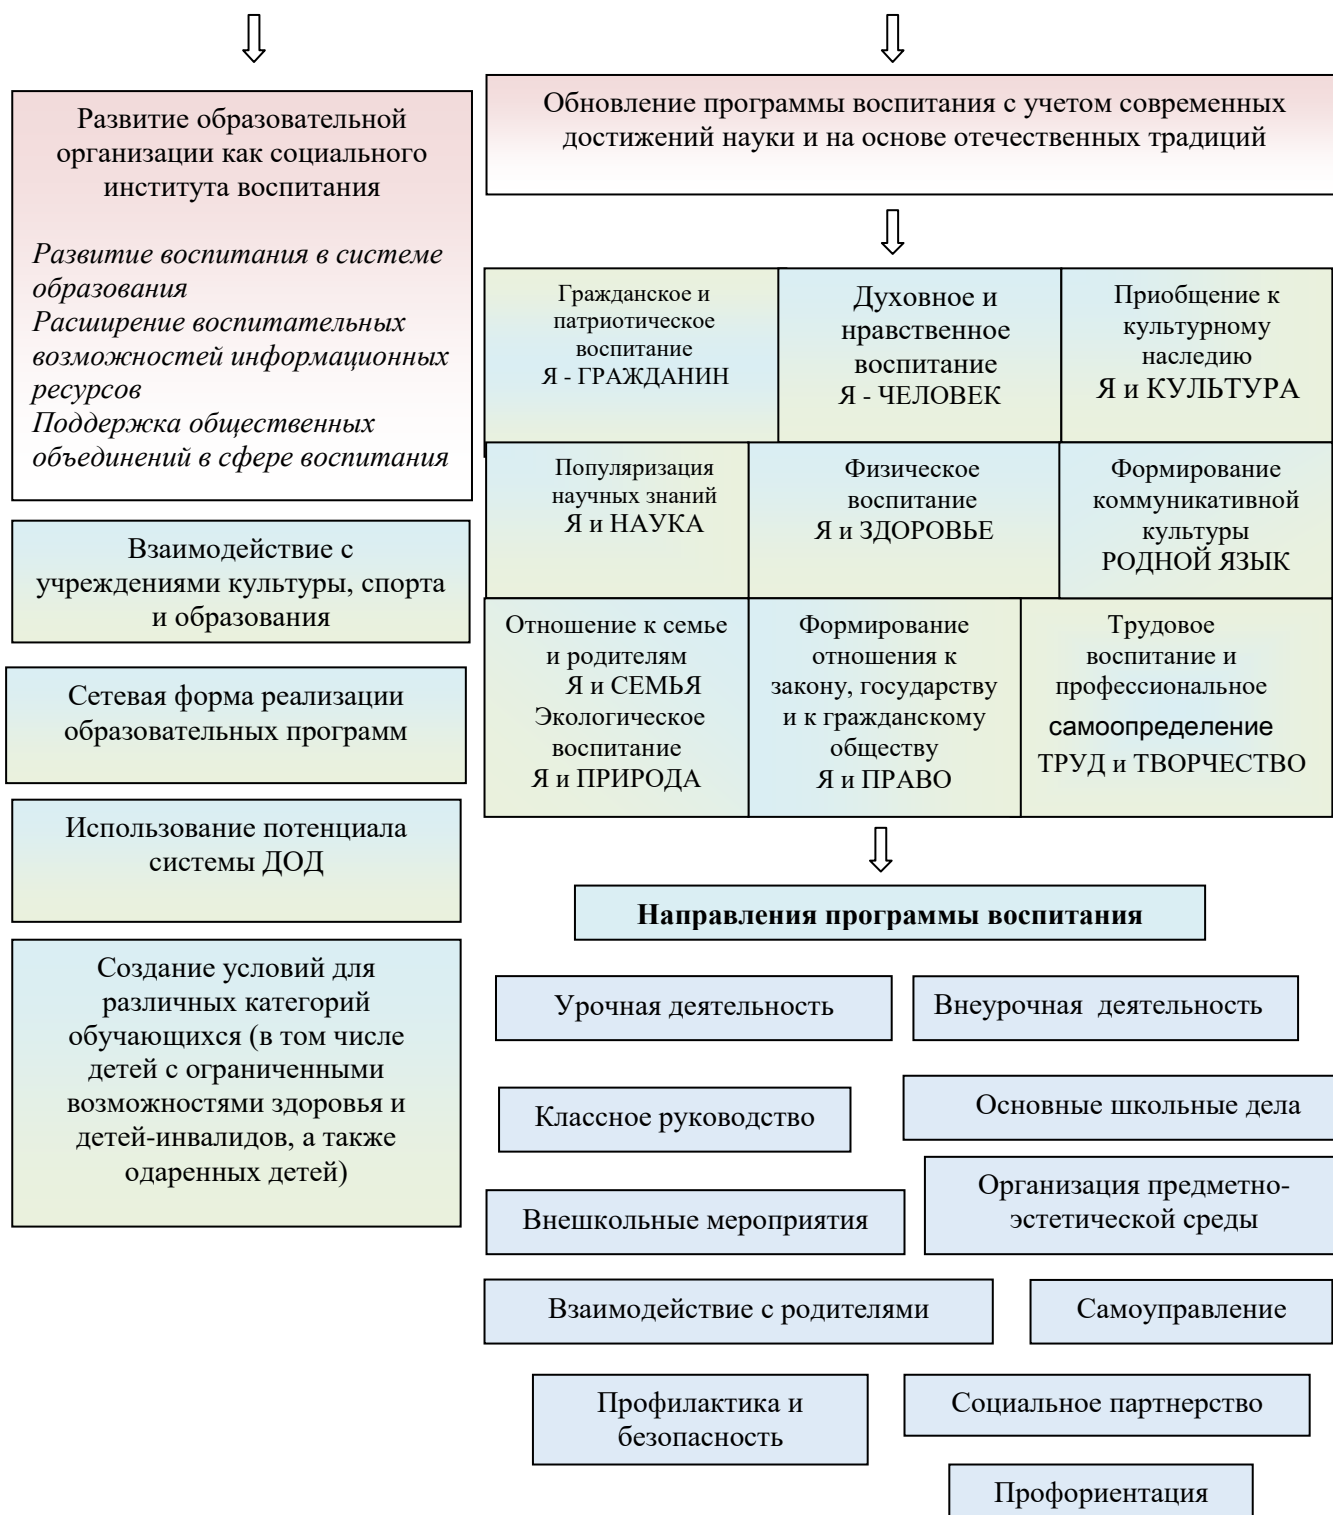 Развитие образовательной
организации как социального
института воспитания
Развитие воспитания в системе
образования
Расширение воспитательных
возможностей информационных
ресурсов
Поддержка общественных
объединений в сфере воспитания
Взаимодействие с
учреждениями культуры, спорта
и образования
Сетевая форма реализации
образовательных программ
Использование потенциала
системы ДОД
Создание условий для
различных категорий
обучающихся (в том числе
детей с ограниченными
возможностями здоровья и
детей-инвалидов, а также
одаренных детей)
Обновление программы воспитания с учетом современных
достижений науки и на основе отечественных традиций
Гражданское и
патриотическое
воспитание
Я - ГРАЖДАНИН
Духовное и
нравственное
воспитание
Я - ЧЕЛОВЕК
Приобщение к
культурному
наследию
Я и КУЛЬТУРА
Популяризация
научных знаний
Я и НАУКА
Физическое
воспитание
Я и ЗДОРОВЬЕ
Формирование
коммуникативной
культуры
РОДНОЙ ЯЗЫК
Отношение к семье
и родителям
Я и СЕМЬЯ
Экологическое
воспитание
Я и ПРИРОДА
Формирование
отношения к
закону, государству
и к гражданскому
обществу
Я и ПРАВО
Трудовое
воспитание и
профессиональное
самоопределение
ТРУД и ТВОРЧЕСТВО
Направления программы воспитания
Урочная деятельность
Внеурочная деятельность
Классное руководство
Основные школьные дела
Внешкольные мероприятия
Организация предметно-
эстетической среды
Взаимодействие с родителями
Самоуправление
Профилактика и
безопасность
Социальное партнерство
Профориентация